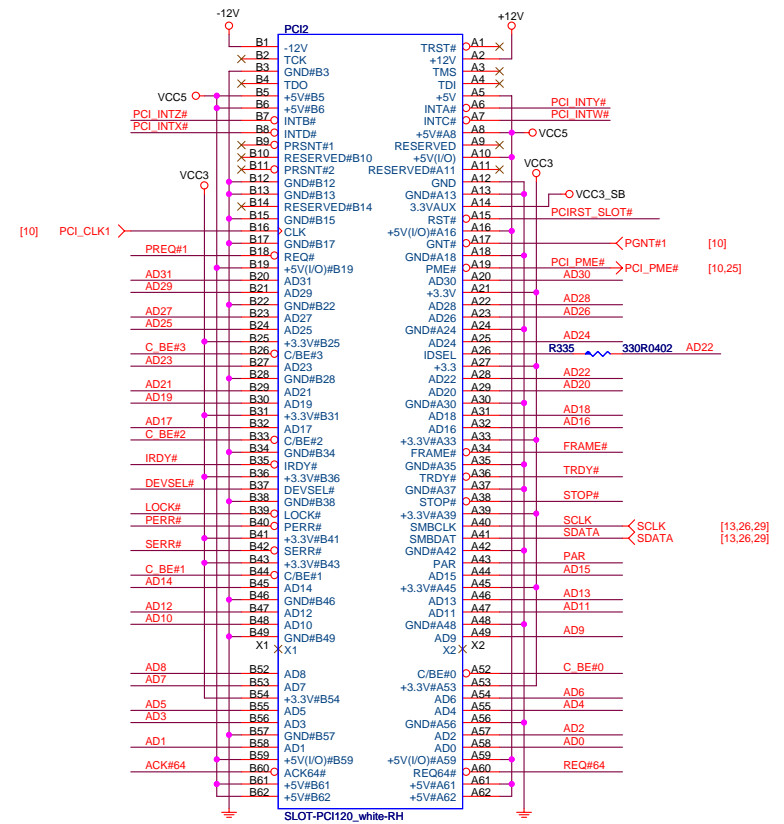 -12V
+12V
PCI2
B1 -12V TRST# A1
B2 TCK +12V A2
B3 GND#B3 TMS A3
B4 TDO TDI A4
VCC5 B5 +5V#B5 +5V A5
B6 +5V#B6 INTA# A6 PCI_INTY#
PCI_INTZ# B7 INTB# INTC# A7 PCI_INTW#
PCI_INTX# B8 INTD# +5V#A8 A8 VCC5
B9 PRSNT#1 RESERVED A9
B10 RESERVED#B10 +5V(I/O) A10
B11 PRSNT#2 RESERVED#A11 A11
VCC3 VCC3
B12 GND#B12 GND A12
B13 GND#B13 GND#A13 A13
B14 RESERVED#B14 3.3VAUX A14 VCC3_SB
B15 GND#B15 RST# A15 PCIRST_SLOT#
[10] PCI_CLK1 B16 CLK +5V(I/O)#A16 A16
B17 GND#B17 GNT# A17 PGNT#1 [10]
PREQ#1 B18 REQ# GND#A18 A18
B19 +5V(I/O)#B19 PME# A19 PCI_PME# PCI_PME# [10,25]
AD31 B20 AD31 AD30 A20 AD30
AD29 B21 AD29 +3.3V A21
B22 GND#B22 AD28 A22 AD28
AD27 B23 AD27 AD26 A23 AD26
AD25 B24 AD25 GND#A24 A24
B25 +3.3V#B25 AD24 A25 AD24
C_BE#3 B26 C/BE#3 IDSEL A26 R335 330R0402 AD22
AD23 B27 AD23 +3.3 A27
B28 GND#B28 AD22 A28 AD22
AD21 B29 AD21 AD20 A29 AD20
AD19 B30 AD19 GND#A30 A30
B31 +3.3V#B31 AD18 A31 AD18
AD17 B32 AD17 AD16 A32 AD16
C_BE#2 B33 C/BE#2 +3.3V#A33 A33
B34 GND#B34 FRAME# A34 FRAME#
IRDY# B35 IRDY# GND#A35 A35
B36 +3.3V#B36 TRDY# A36 TRDY#
DEVSEL# B37 DEVSEL# GND#A37 A37
B38 GND#B38 STOP# A38 STOP#
LOCK# B39 LOCK# +3.3V#A39 A39
PERR# B40 PERR# SMBCLK A40 SCLK SCLK [13,26,29]
B41 +3.3V#B41 SMBDAT A41 SDATA SDATA [13,26,29]
SERR# B42 SERR# GND#A42 A42
B43 +3.3V#B43 PAR A43 PAR
C_BE#1 B44 C/BE#1 AD15 A44 AD15
AD14 B45 AD14 +3.3V#A45 A45
B46 GND#B46 AD13 A46 AD13
AD12 B47 AD12 AD11 A47 AD11
AD10 B48 AD10 GND#A48 A48
B49 GND#B49 AD9 A49 AD9
X1 X1 X2 X2
AD8 B52 AD8 C/BE#0 A52 C_BE#0
AD7 B53 AD7 +3.3V#A53 A53
B54 +3.3V#B54 AD6 A54 AD6
AD5 B55 AD5 AD4 A55 AD4
AD3 B56 AD3 GND#A56 A56
B57 GND#B57 AD2 A57 AD2
AD1 B58 AD1 AD0 A58 AD0
B59 +5V(I/O)#B59 +5V(I/O)#A59 A59
ACK#64 B60 ACK64# REQ64# A60 REQ#64
B61 +5V#B61 +5V#A61 A61
B62 +5V#B62 +5V#A62 A62
SLOT-PCI120_white-RH